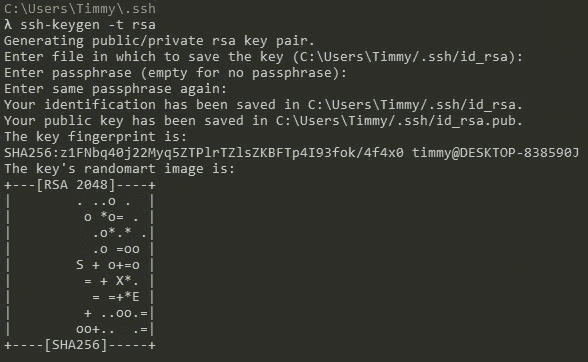 C:\Users\Timmy\.ssh
λ ssh-keygen -t rsa
Generating public/private rsa key pair.
Enter file in which to save the key (C:\Users\Timmy/.ssh/id_rsa):
Enter passphrase (empty for no passphrase):
Enter same passphrase again:
Your identification has been saved in C:\Users\Timmy/.ssh/id_rsa.
Your public key has been saved in C:\Users\Timmy/.ssh/id_rsa.pub.
The key fingerprint is:
SHA256:z1FNbq40j22Myq5ZTPlrTZlsZKBFTp4I93fok/4f4x0 timmy@DESKTOP-838590J
The key's randomart image is:
+---[RSA 2048]----+
|        . ..o .  |
|         o *o= . |
|          .o*.* .|
|          .o =oo |
|        S + o+=o |
|         = + X*. |
|          = =+*E |
|         + ..oo.=|
|        oo+..  .=|
+----[SHA256]-----+